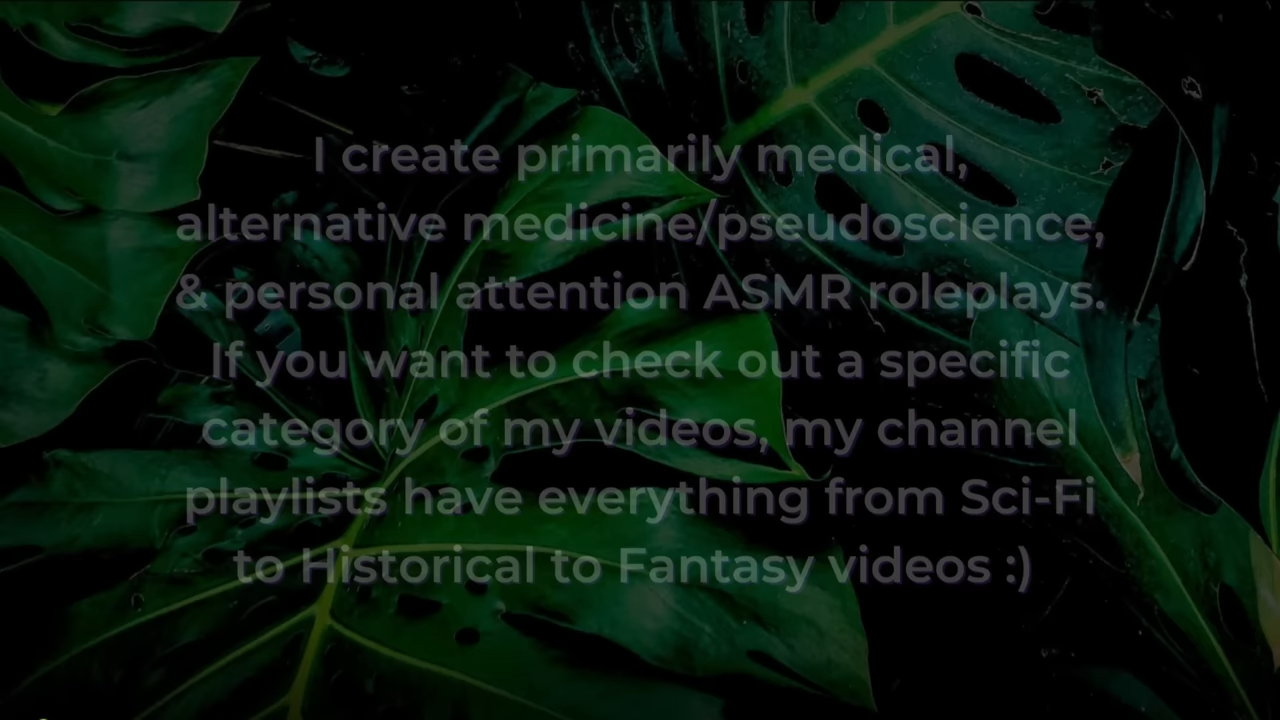 I create primarily medical,
alternative medicine/pseudoscience,
& personal attention ASMR roleplays.
If you want to check out a specific
category of my videos, my channel
playlists have everything from Sci-Fi
to Historical to Fantasy videos :)